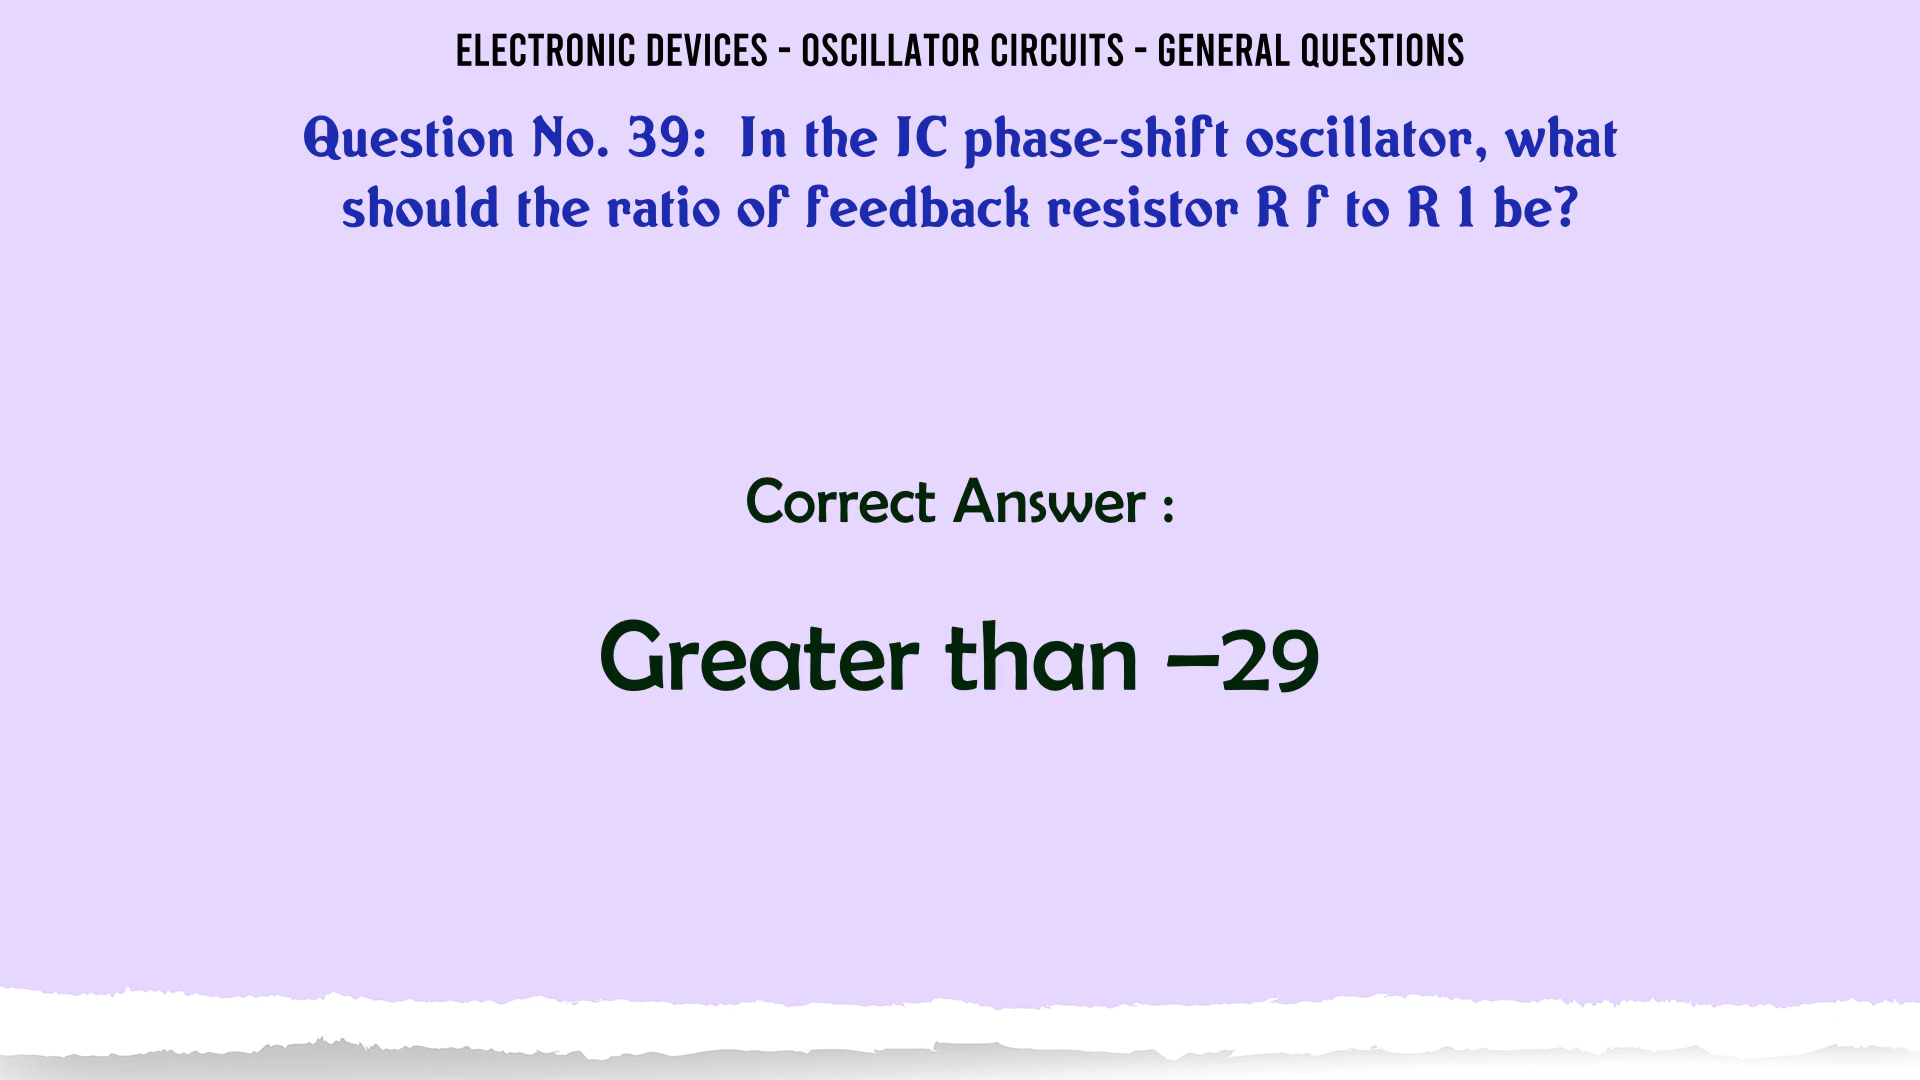 ELECTRONIC DEVICES - OSCILLATOR CIRCUITS - GENERAL QUESTIONS
Question No. 39:  In the IC phase-shift oscillator, what
should the ratio of feedback resistor R f to R 1 be?
Correct Answer :
Greater than –29